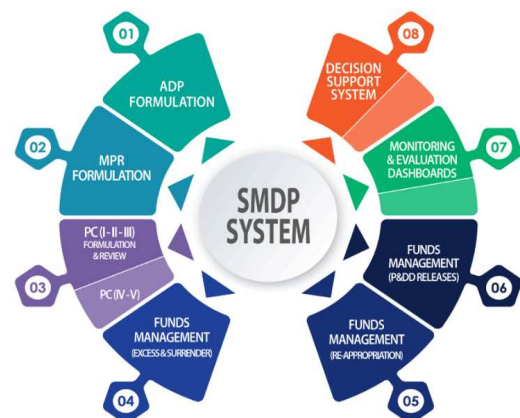 01
ADP
FORMULATION
02
MPR
FORMULATION
03
PC (I - II - III)
FORMULATION
& REVIEW
PC (IV - V)
04
FUNDS
MANAGEMENT
(EXCESS & SURRENDER)
SMDP
SYSTEM
08
DECISION
SUPPORT
SYSTEM
07
MONITORING
& EVALUATION
DASHBOARDS
06
FUNDS
MANAGEMENT
(P&DD RELEASES)
05
FUNDS
MANAGEMENT
(RE-APPROPRIATION)